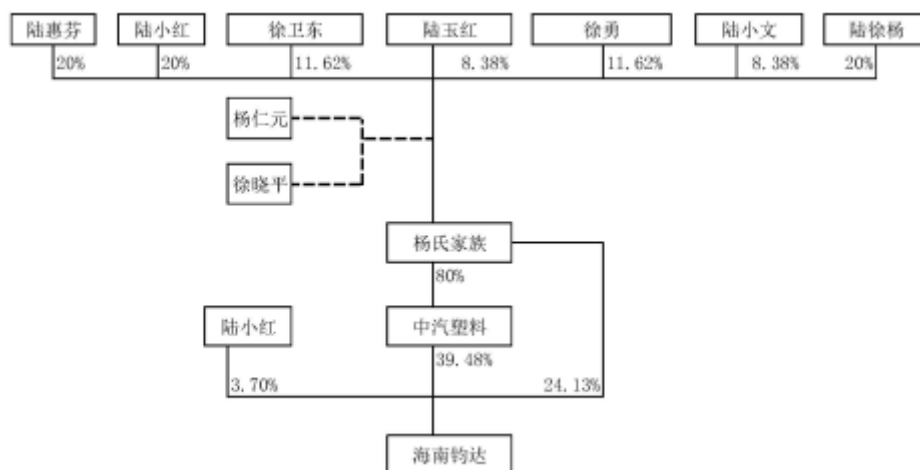 陆惠芬 陆小红 徐卫东 陆玉红 徐勇 陆小文 陆徐杨
20% 20% 11.62% 8.38% 11.62% 8.38% 20%
杨仁元
徐晓平
杨氏家族
80%
陆小红 中汽塑料
39.48%
3.70% 24.13%
海南钧达